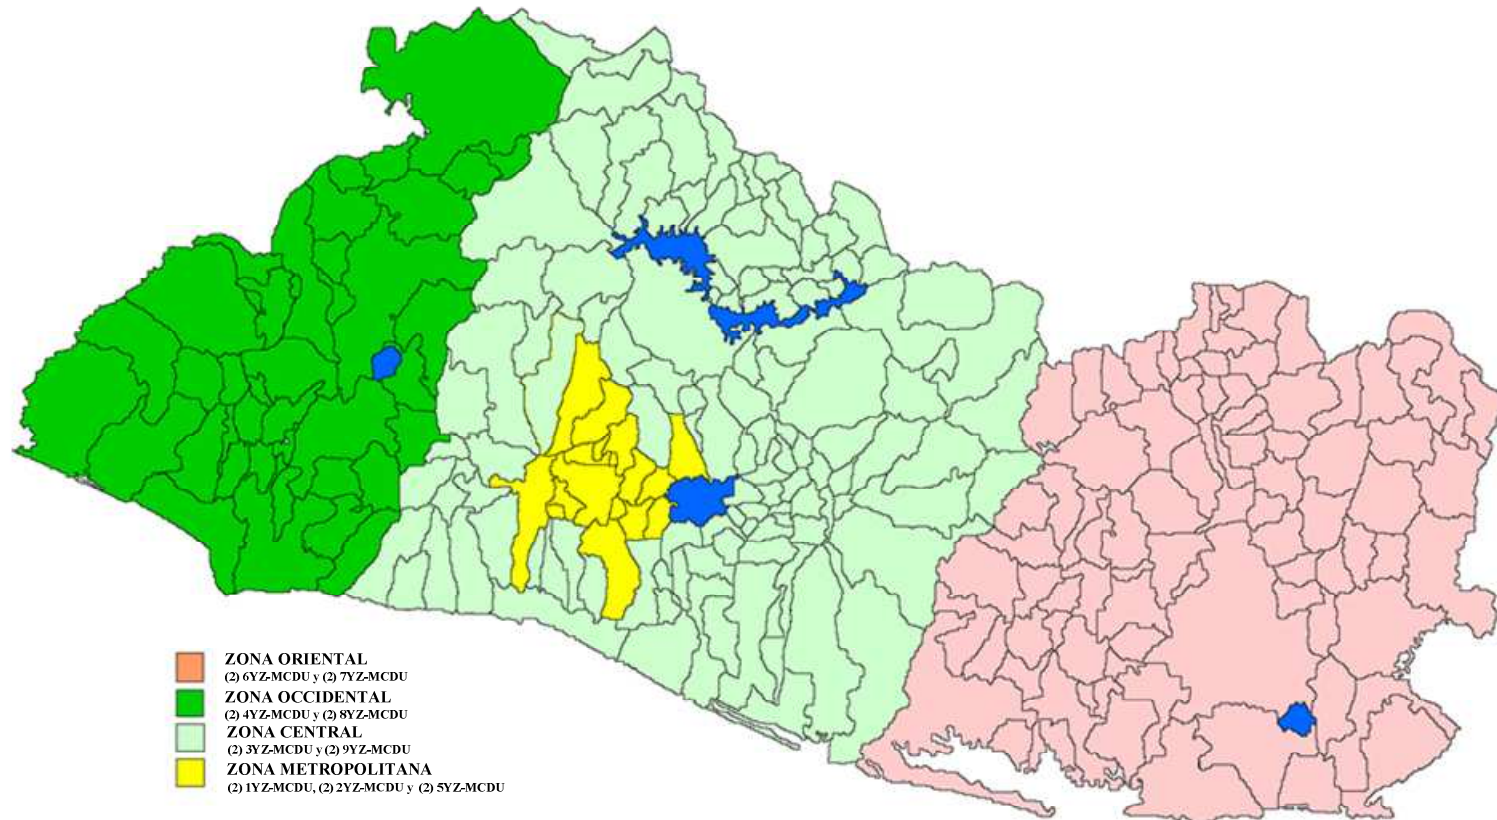 ZONA ORIENTAL
(2) 6YZ-MCDU y (2) 7YZ-MCDU
ZONA OCCIDENTAL
(2) 4YZ-MCDU y (2) 8YZ-MCDU
ZONA CENTRAL
(2) 3YZ-MCDU y (2) 9YZ-MCDU
ZONA METROPOLITANA
(2) 1YZ-MCDU, (2) 2YZ-MCDU y (2) 5YZ-MCDU